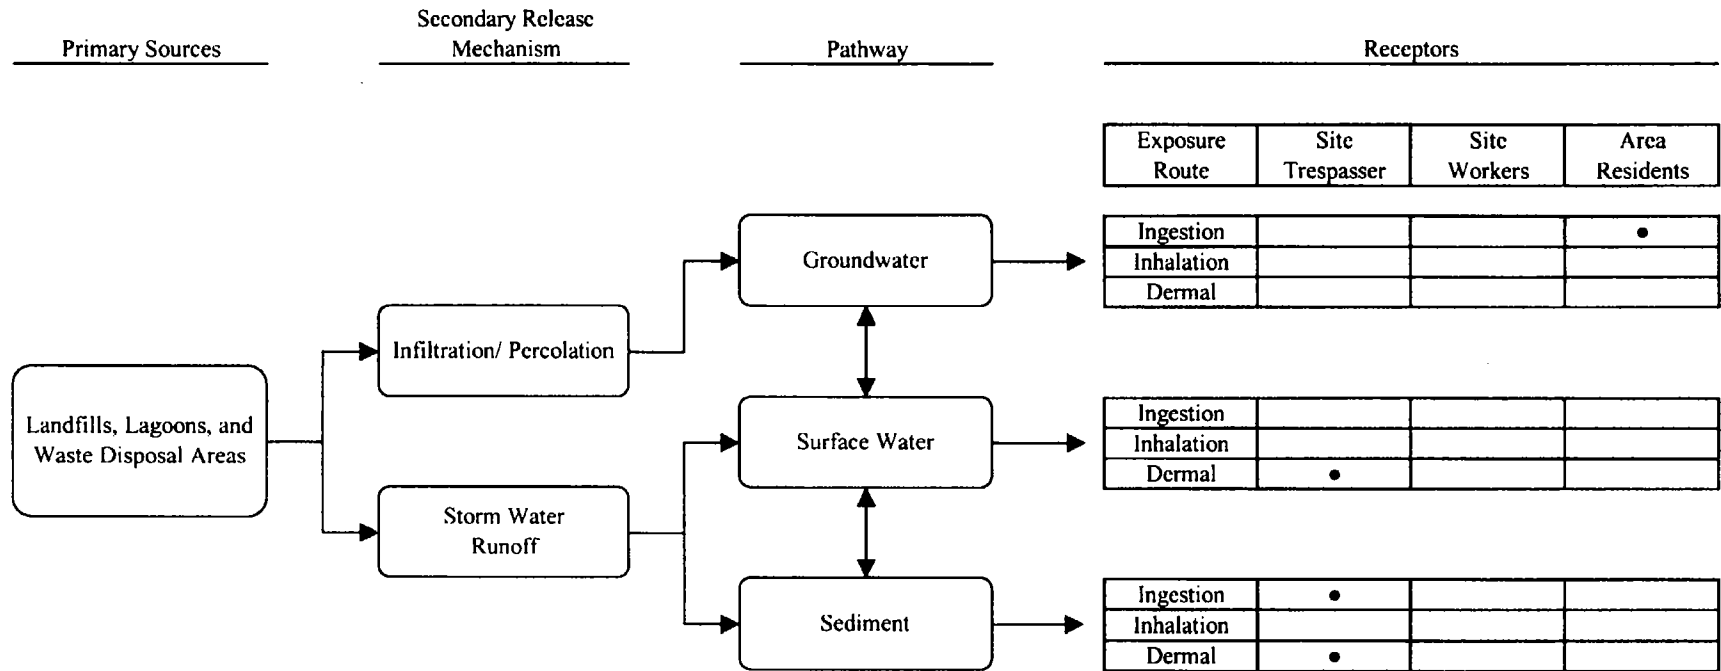 Primary Sources
Secondary Release
Mechanism
Pathway
Receptors
Exposure
Route
Site
Trespasser
Site
Workers
Area
Residents
Groundwater
Ingestion
•
Inhalation
Dermal
Infiltration/ Percolation
Landfills, Lagoons, and
Waste Disposal Areas
Surface Water
Ingestion
Inhalation
Dermal
•
Storm Water
Runoff
Sediment
Ingestion
•
Inhalation
Dermal
•